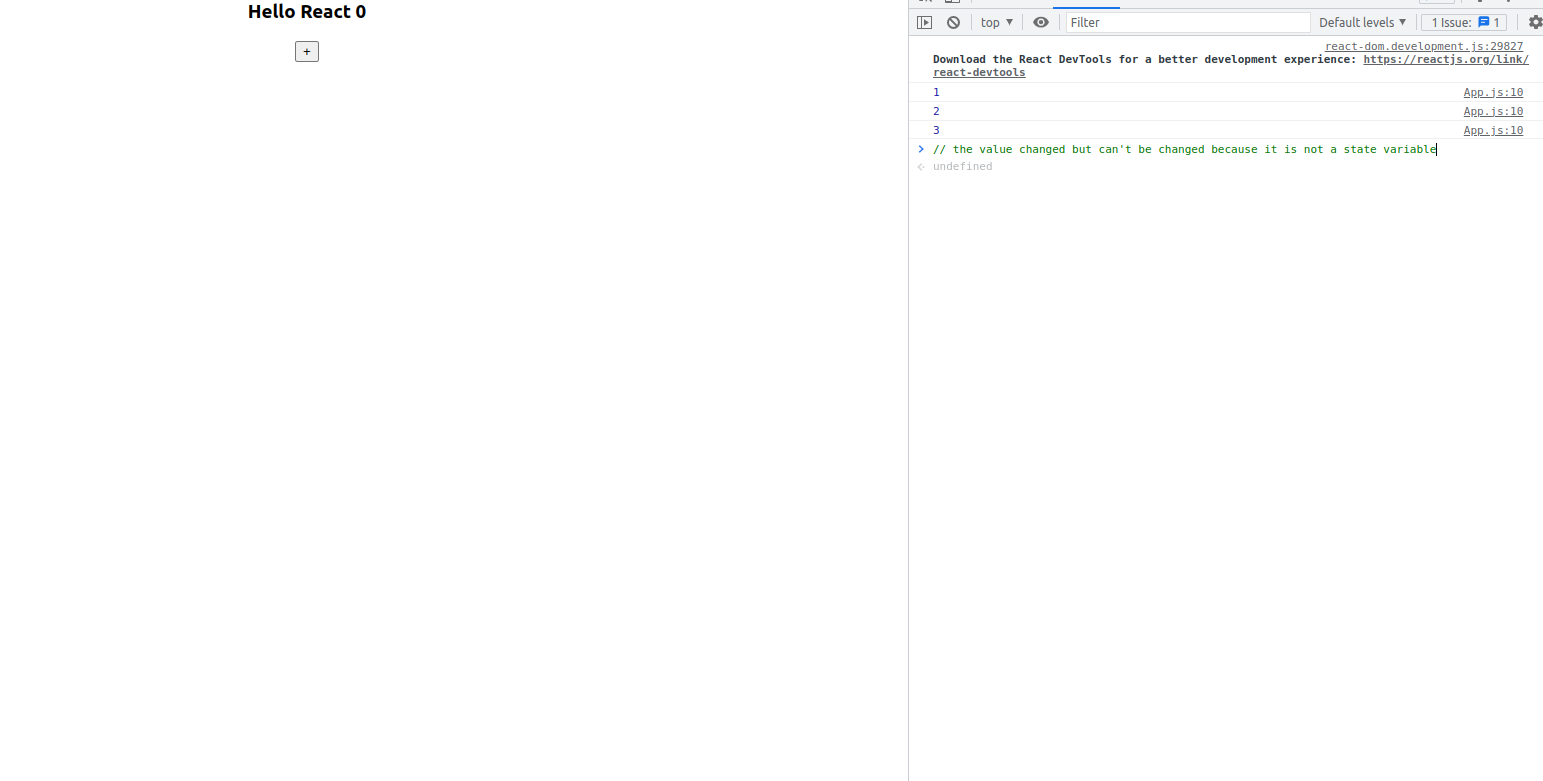 Hello React 0
+
top ▼
Filter
Default levels ▼
1 Issue: 1
react-dom.development.js:29827
Download the React DevTools for a better development experience: https://reactjs.org/link/
react-devtools
1 App.js:10
2 App.js:10
3 App.js:10
> // the value changed but can't be changed because it is not a state variable
undefined